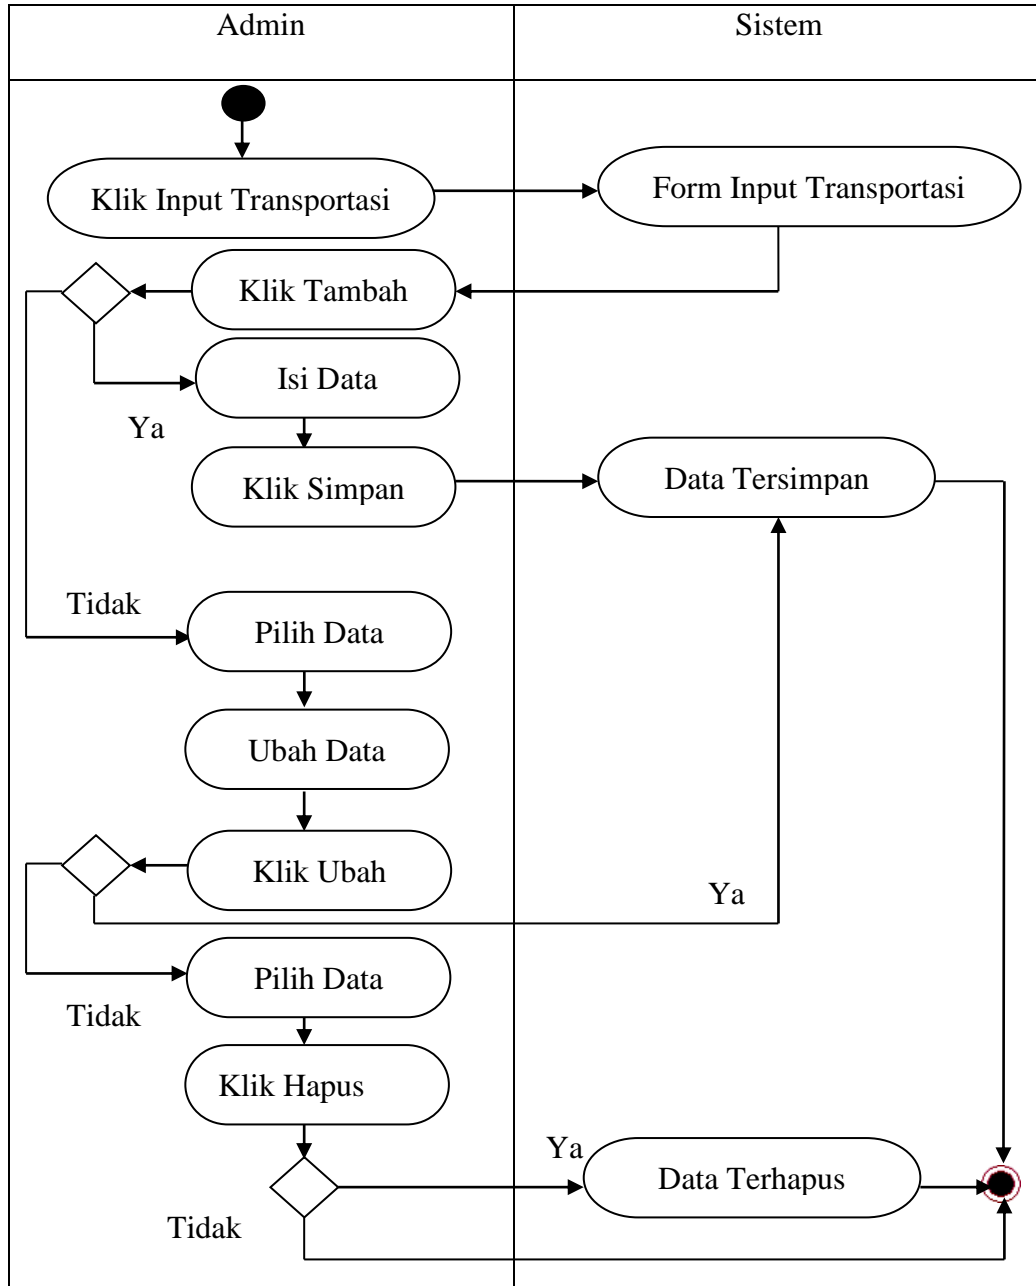 Admin
Sistem
Klik Input Transportasi
Form Input Transportasi
Klik Tambah
Isi Data
Ya
Klik Simpan
Data Tersimpan
Tidak
Pilih Data
Ubah Data
Klik Ubah
Ya
Pilih Data
Tidak
Klik Hapus
Ya
Data Terhapus
Tidak